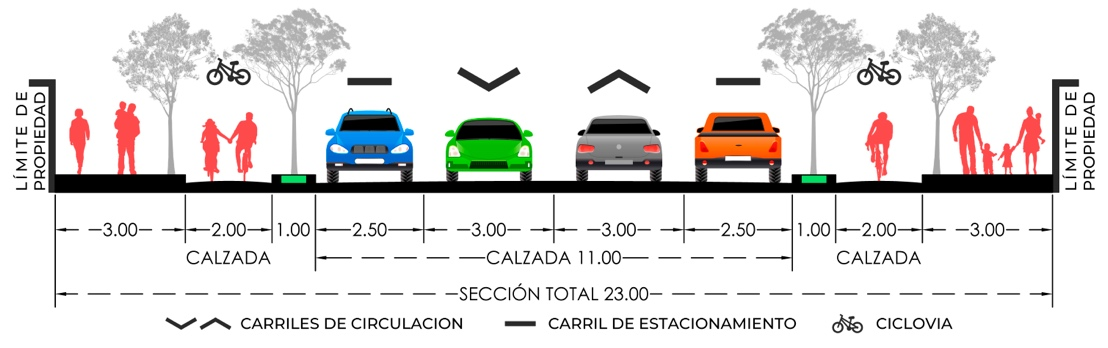 LÍMITE DE
PROPIEDAD
LÍMITE DE
PROPIEDAD
3.00 2.00 1.00 2.50 3.00 3.00 2.50 1.00 2.00 3.00
CALZADA CALZADA 11.00 CALZADA
SECCIÓN TOTAL 23.00
CARRILES DE CIRCULACION CARRIL DE ESTACIONAMIENTO CICLOVIA